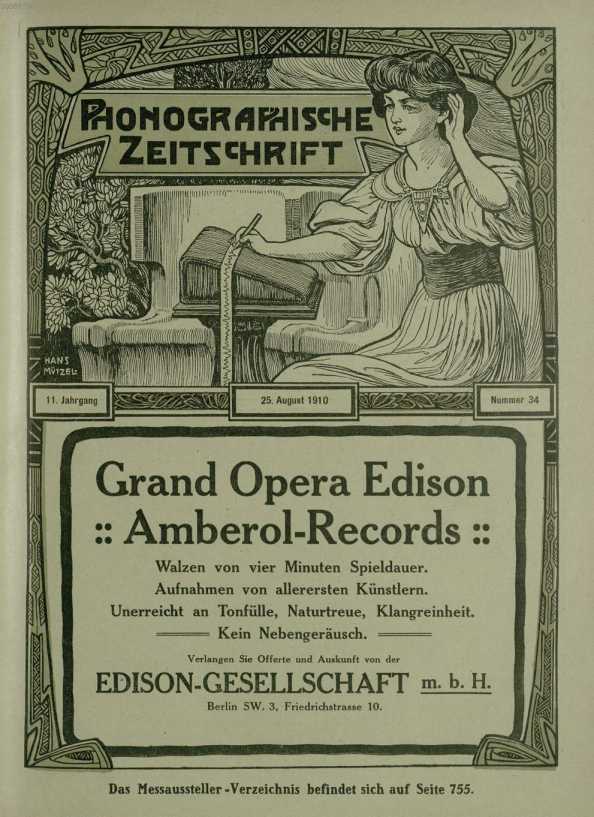 PHONOGRAPHISCHE
ZEITSCHRIFT
HANS
MÜTZEL
11. Jahrgang
25. August 1910
Nummer 34
Grand Opera Edison
:: Amberol-Records ::
Walzen von vier Minuten Spieldauer.
Aufnahmen von allerersten Künstlern.
Unerreicht an Tonfülle, Naturtreue, Klangreinheit.
Kein Nebengeräusch.
Verlangen Sie Offerte und Auskunft von der
EDISON-GESELLSCHAFT m. b. H.
Berlin SW. 3, Friedrichstrasse 10.
Das Messaussteller-Verzeichnis befindet sich auf Seite 755.